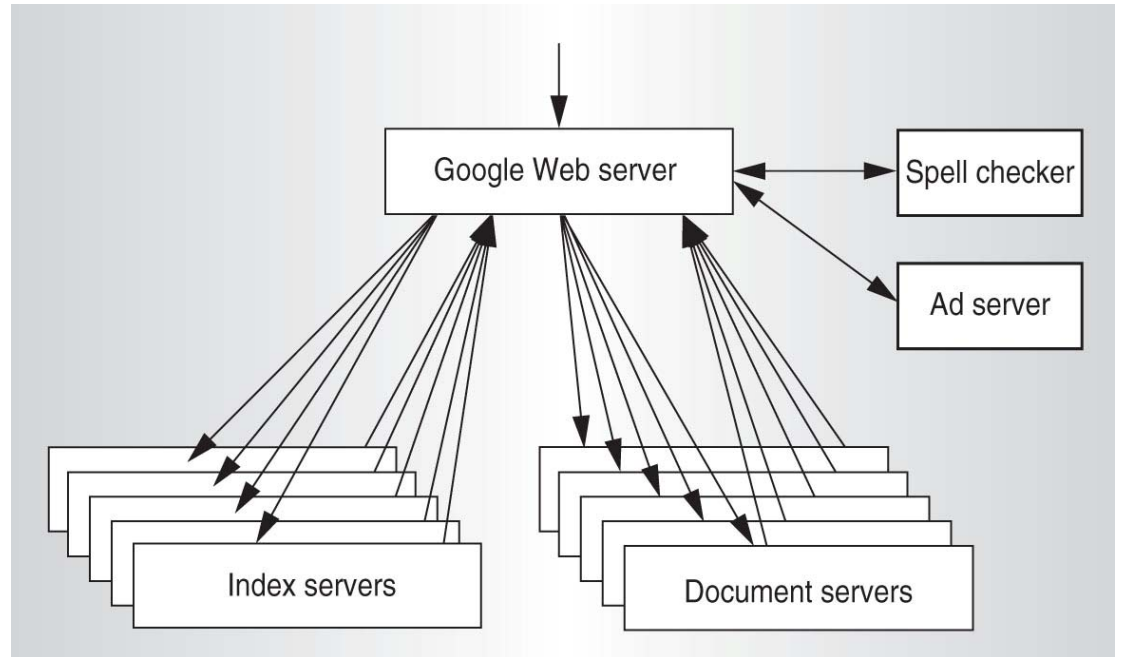 Google Web server
Spell checker
Ad server
Index servers
Document servers